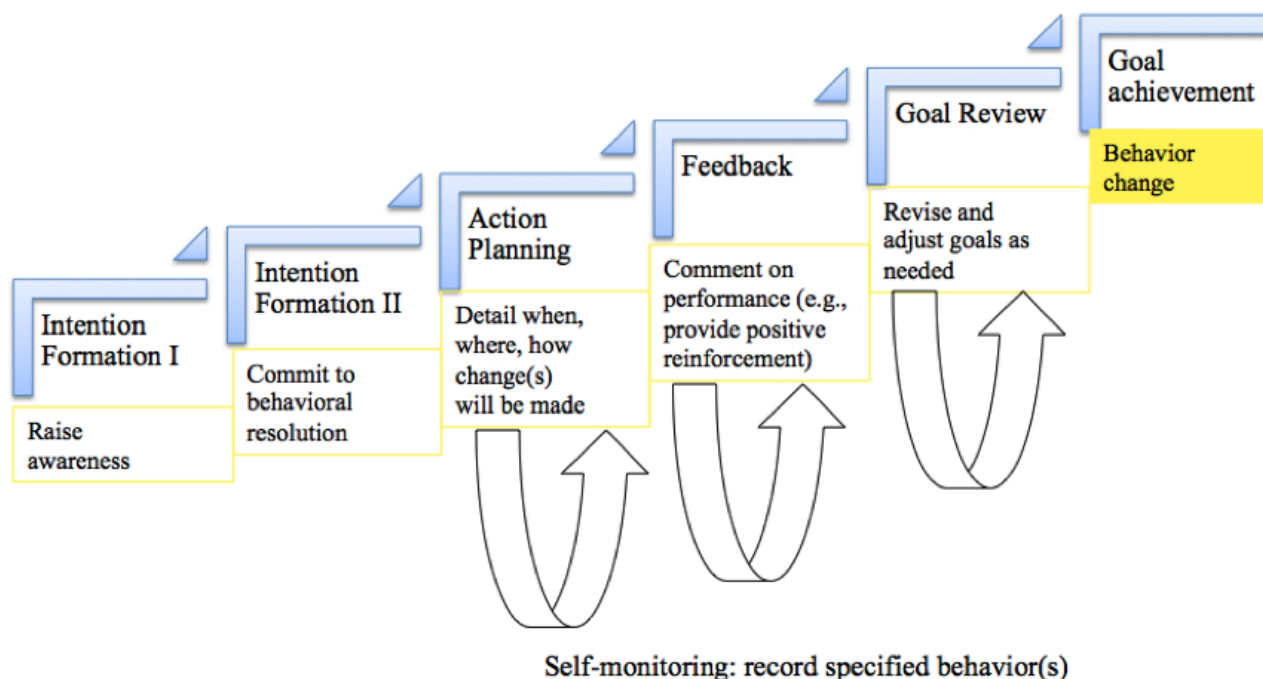 Intention
Formation I
Raise
awareness
Intention
Formation II
Commit to
behavioral
resolution
Action
Planning
Detail when,
where, how
change(s)
will be made
Feedback
Comment on
performance (e.g.,
provide positive
reinforcement)
Goal Review
Revise and
adjust goals as
needed
Goal
achievement
Behavior
change
Self-monitoring: record specified behavior(s)